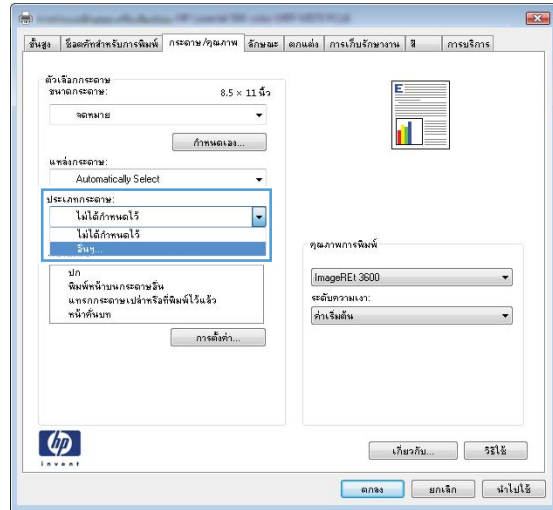 HP LaserJet 500 color MFP M575 PCL6
ขั้นสูง
ช็อตคัทสำหรับการพิมพ์
กระดาษ/คุณภาพ
ลักษณะ
ตกแต่ง
การเก็บรักษางาน
สี
การบริการ
ตัวเลือกกระดาษ
ขนาดกระดาษ:
8.5 × 11 นิ้ว
จดหมาย
กำหนดเอง...
แหล่งกระดาษ:
Automatically Select
ประเภทกระดาษ:
ไม่ได้กำหนดไว้
ไม่ได้กำหนดไว้
อื่นๆ...
ปก
พิมพ์หน้าบนกระดาษอื่น
แทรกกระดาษเปล่าหรือที่พิมพ์ไว้แล้ว
หน้าคั่นบท
การตั้งค่า...
E
คุณภาพการพิมพ์
ImageREt 3600
ระดับความเงา:
ค่าเริ่มต้น
hp
invent
เกี่ยวกับ...
วิธีใช้
ตกลง
ยกเลิก
นำไปใช้